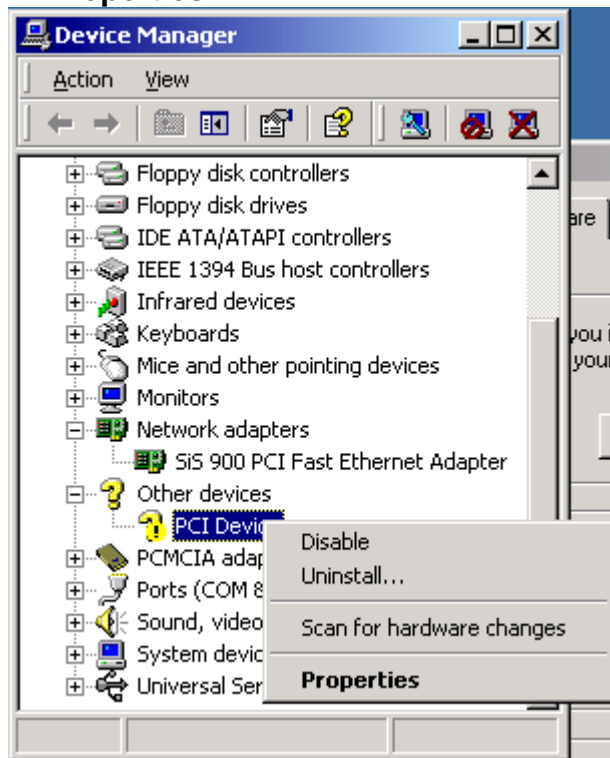 Device Manager
Action View
Floppy disk controllers
Floppy disk drives
IDE ATA/ATAPI controllers
IEEE 1394 Bus host controllers
Infrared devices
Keyboards
Mice and other pointing devices
Monitors
Network adapters
SiS 900 PCI Fast Ethernet Adapter
Other devices
PCI Devic
PCMCIA adap
Ports (COM &
Sound, video
System devic
Universal Ser
Disable
Uninstall...
Scan for hardware changes
Properties
are
you i
your